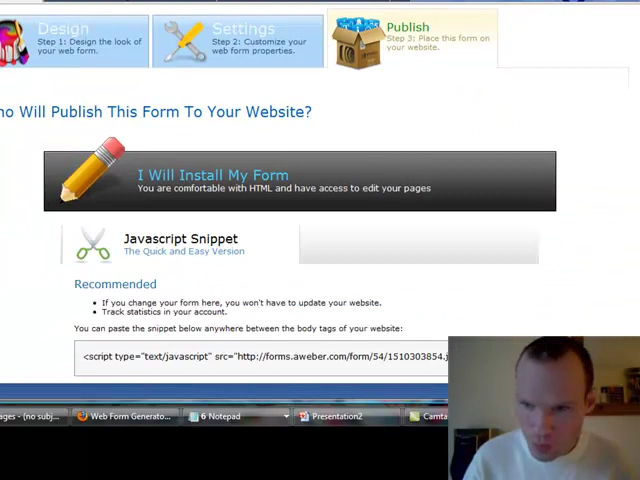 Design
Step 1: Design the look of
your web form.
Settings
Step 2: Customize your
web form properties.
Publish
Step 3: Place this form on
your website.
Will Publish This Form To Your Website?
I Will Install My Form
You are comfortable with HTML and have access to edit your pages
Javascript Snippet
The Quick and Easy Version
Recommended
If you change your form here, you won't have to update your website.
Track statistics in your account.
You can paste the snippet below anywhere between the body tags of your website:
<script type="text/javascript" src="http://forms.aweber.com/form/54/1510303854.j
ages - (no subj... Web Form Generato... 6 Notepad Presentation2 Camta